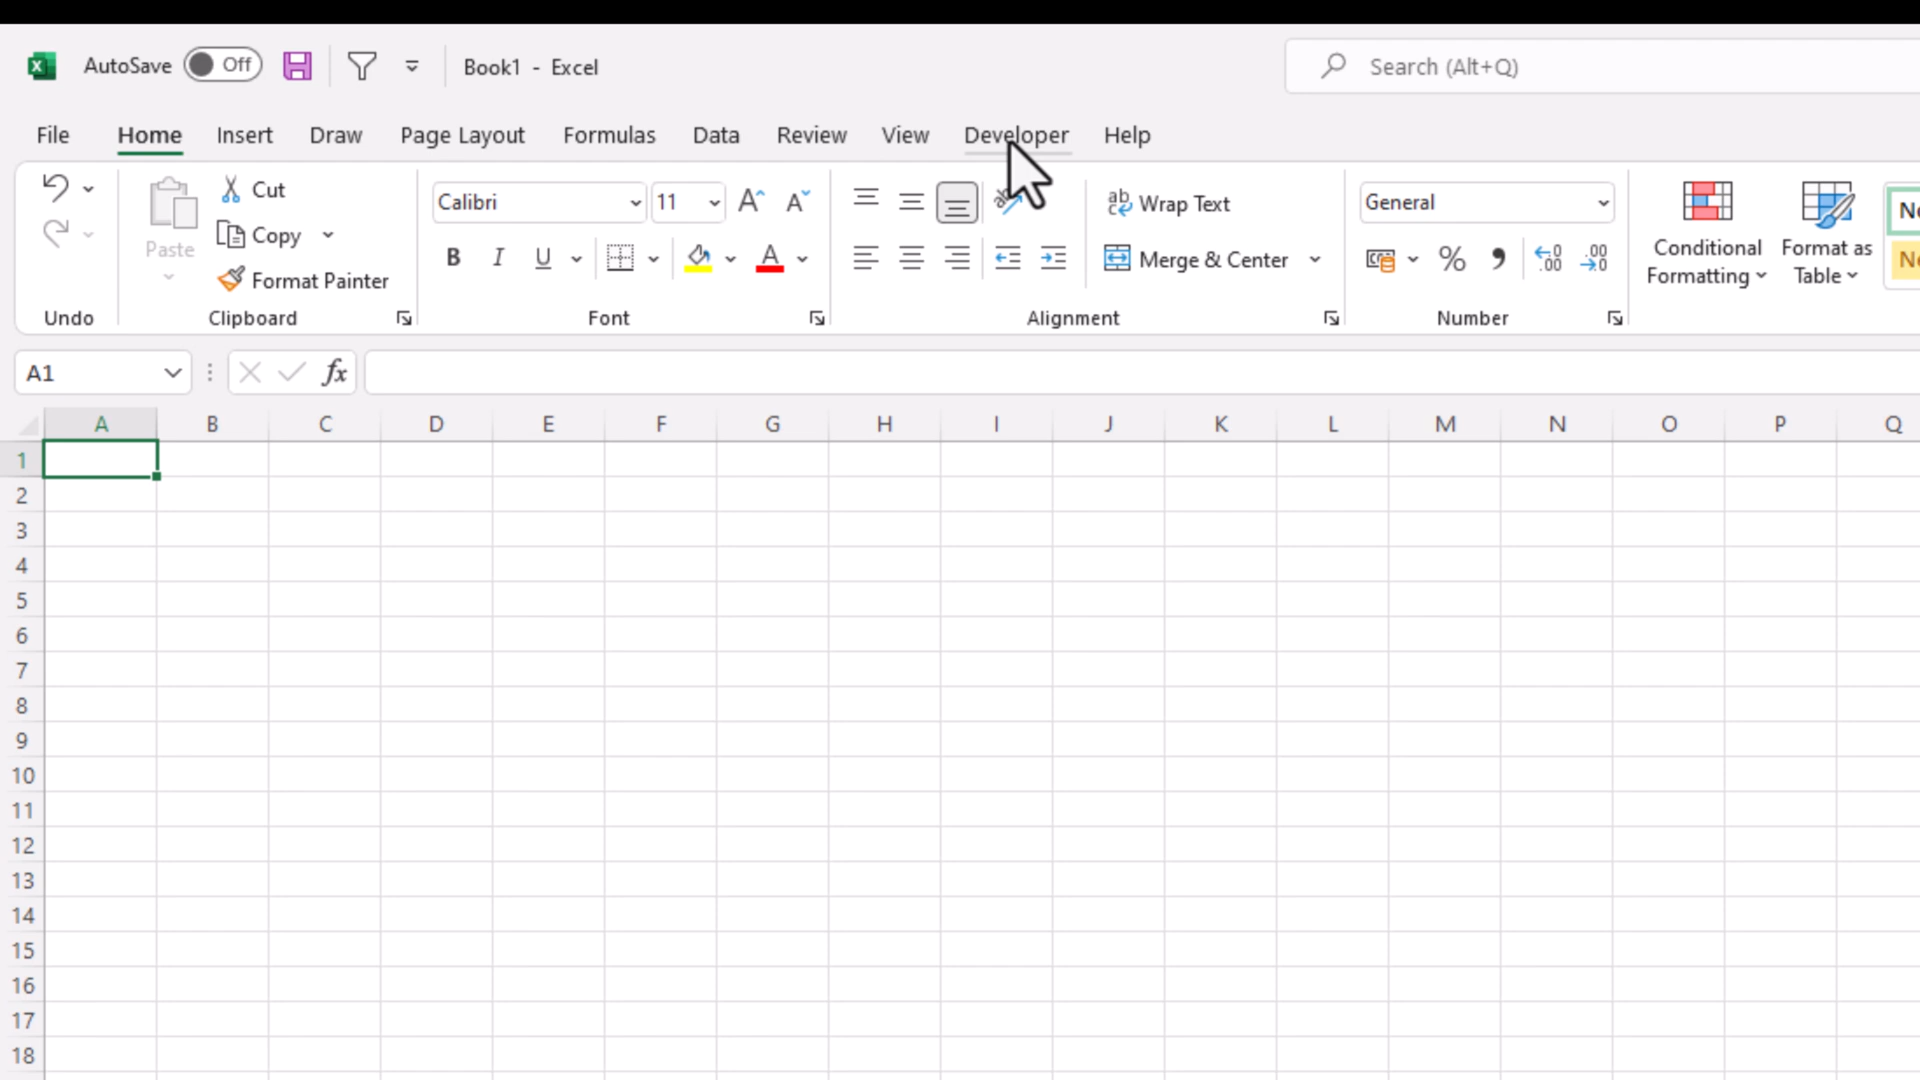 AutoSave Off Book1 - Excel Search (Alt+Q)
File Home Insert Draw Page Layout Formulas Data Review View Developer Help
Cut Calibri 11 Wrap Text General
Paste Copy Conditional Format as
B I U Merge & Center % Formatting Table
Format Painter
Undo Clipboard Font Alignment Number
A1 fx
A B C D E F G H I J K L M N O P Q
1
2
3
4
5
6
7
8
9
10
11
12
13
14
15
16
17
18